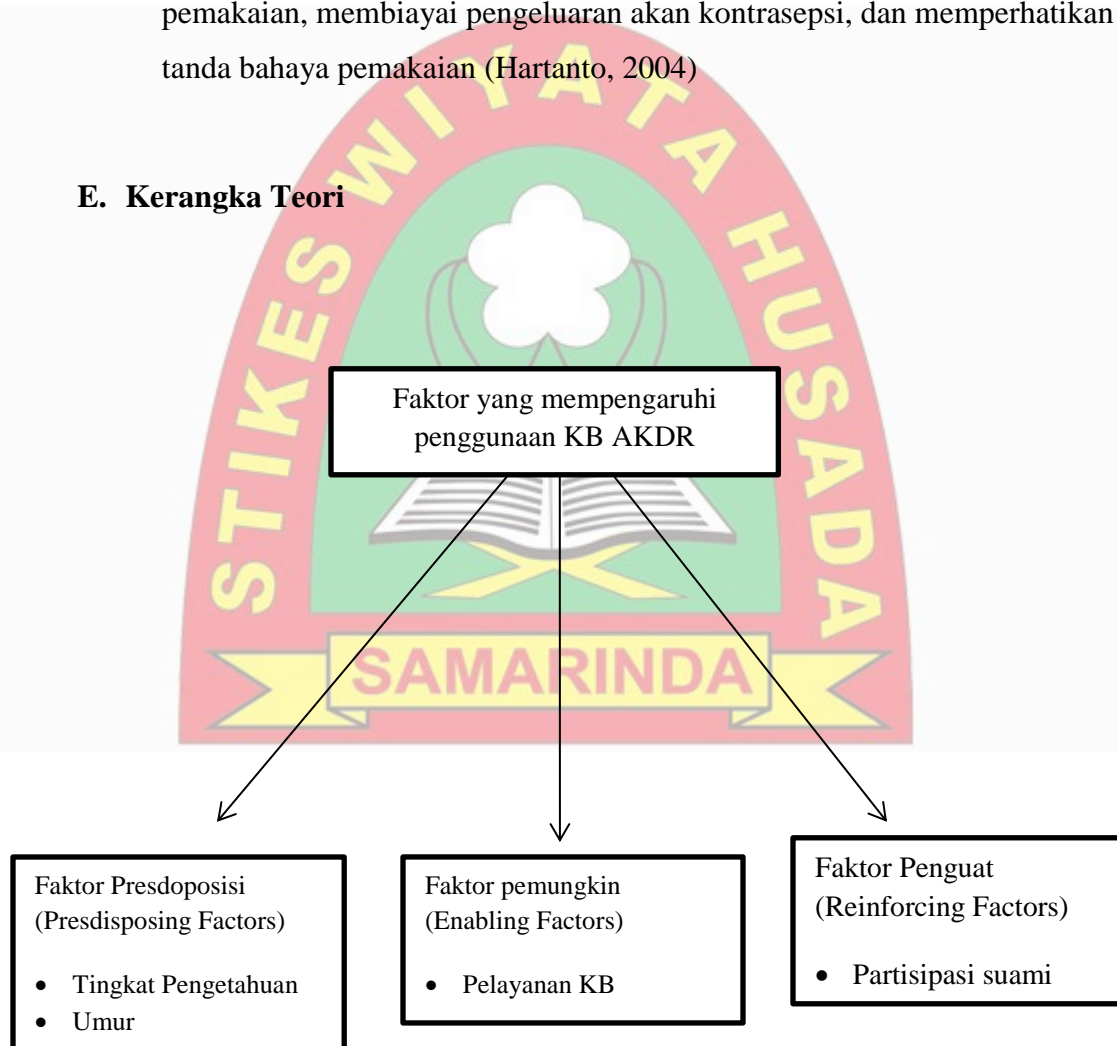 pemakaian, membiayai pengeluaran akan kontrasepsi, dan memperhatikan
tanda bahaya pemakaian (Hartanto, 2004)
E. Kerangka Teori
STIKES WIYATA HUSADA
SAMARINDA
Faktor yang mempengaruhi
penggunaan KB AKDR
Faktor Presdoposisi
(Presdisposing Factors)
• Tingkat Pengetahuan
• Umur
Faktor pemungkin
(Enabling Factors)
• Pelayanan KB
Faktor Penguat
(Reinforcing Factors)
• Partisipasi suami